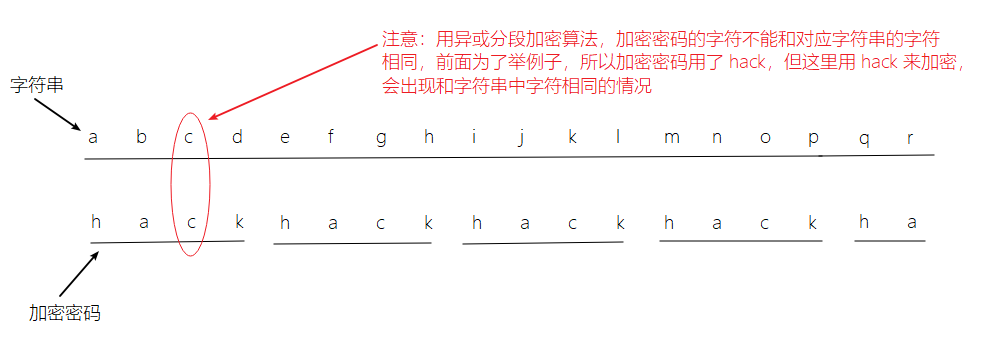 注意：用异或分段加密算法，加密密码的字符不能和对应字符串的字符
相同，前面为了举例子，所以加密密码用了 hack，但这里用 hack 来加密，
会出现和字符串中字符相同的情况
字符串
a b c d e f g h i j k l m n o p q r
h a c k h a c k h a c k h a c k h a
加密密码